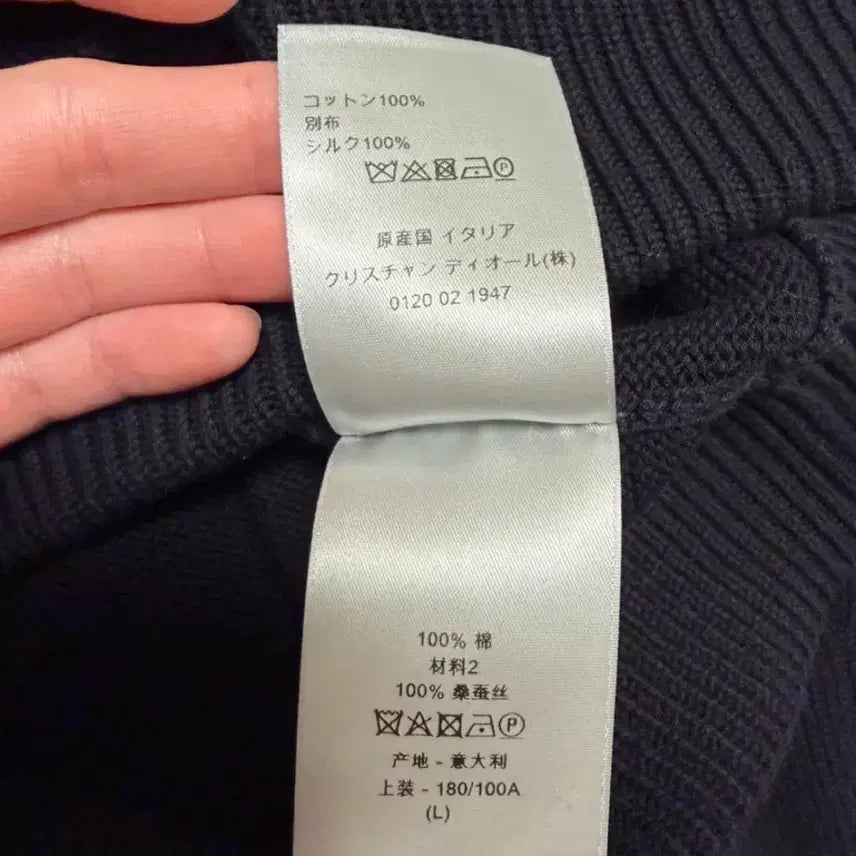 コットン100%
別布
シルク100%
P
原産国 イタリア
クリスチャン ディオール(株)
0120 02 1947
100% 棉
材料2
100% 桑蚕丝
P
产地 - 意大利
上装 - 180/100A
(L)